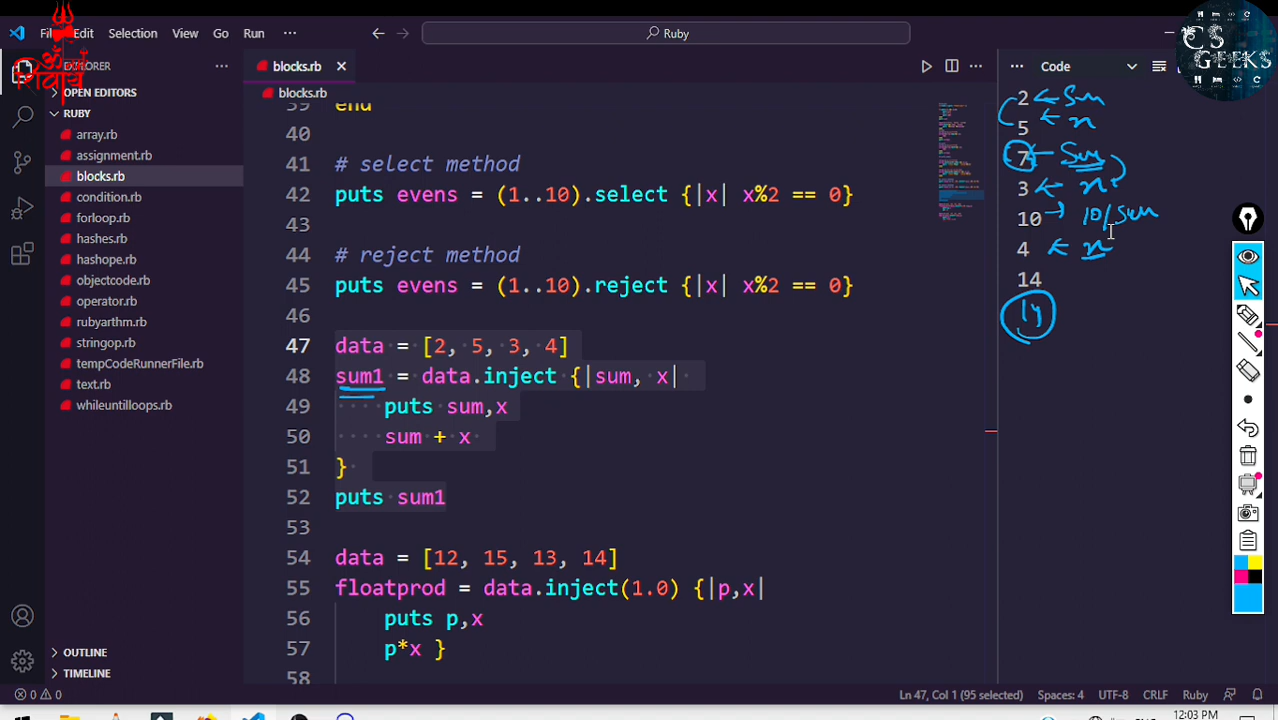 File Edit Selection View Go Run ...
Ruby
ॐ नमः शिवाय
CS GEEKS
EXPLORER
OPEN EDITORS
RUBY
array.rb
assignment.rb
blocks.rb
condition.rb
forloop.rb
hashes.rb
hashope.rb
objectcode.rb
operator.rb
rubyarthm.rb
stringop.rb
tempCodeRunnerFile.rb
text.rb
whileuntilloops.rb
OUTLINE
TIMELINE
blocks.rb
blocks.rb
39 end
40
41 # select method
42 puts evens = (1..10).select {|x| x%2 == 0}
43
44 # reject method
45 puts evens = (1..10).reject {|x| x%2 == 0}
46
47 data = [2, 5, 3, 4]
48 sum1 = data.inject {|sum, x|
49 puts sum,x
50 sum + x
51 }
52 puts sum1
53
54 data = [12, 15, 13, 14]
55 floatprod = data.inject(1.0) {|p,x|
56 puts p,x
57 p*x }
58
Code
2 ← Sum
5 ← x
7 ← Sum
3 ← x
10 → 10/Sum
4 ← x
14
14
0 0
Ln 47, Col 1 (95 selected) Spaces: 4 UTF-8 CRLF Ruby
12:03 PM